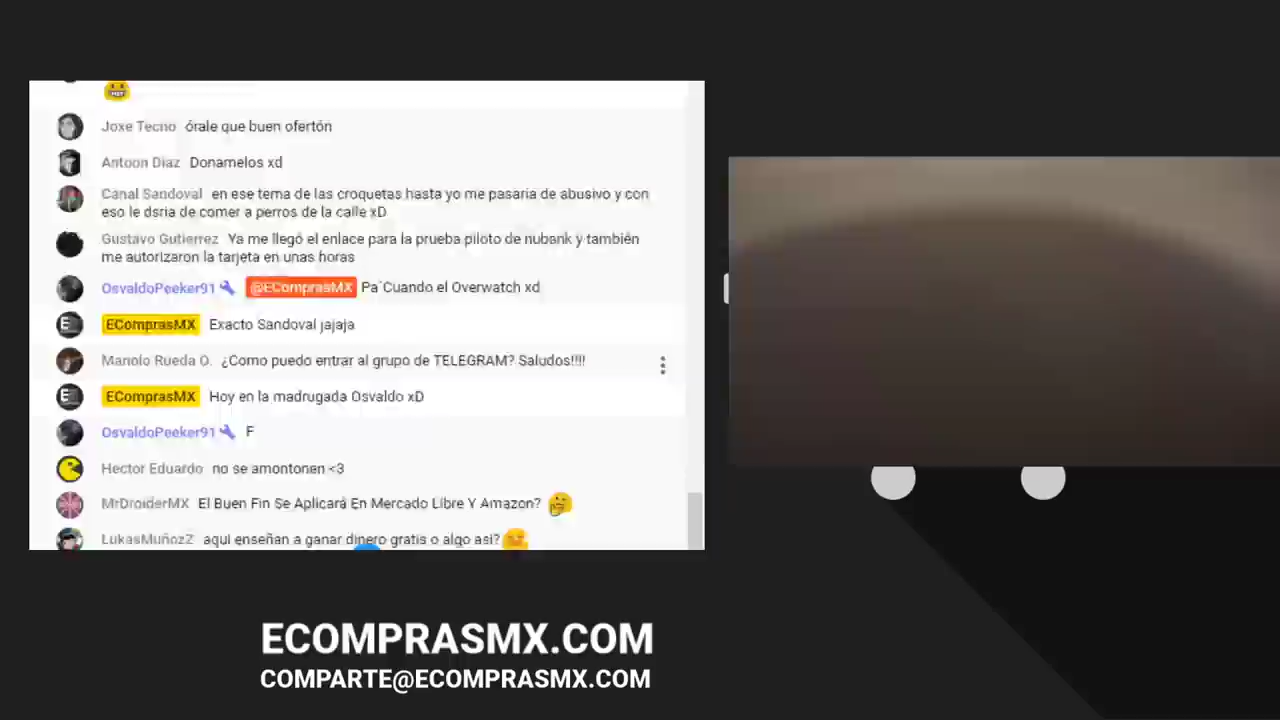 Joxe Tecno órale que buen ofertón
Antoon Diaz Donamelos xd
Canal Sandoval en ese tema de las croquetas hasta yo me pasaria de abusivo y con
eso le dsria de comer a perros de la calle xD
Gustavo Gutierrez Ya me llegó el enlace para la prueba piloto de nubank y también
me autorizaron la tarjeta en unas horas
OsvaldoPeeker91 @EComprasMX Pa`Cuando el Overwatch xd
EComprasMX Exacto Sandoval jajaja
Manolo Rueda O. ¿Como puedo entrar al grupo de TELEGRAM? Saludos!!!!
EComprasMX Hoy en la madrugada Osvaldo xD
OsvaldoPeeker91 F
Hector Eduardo no se amontonen <3
MrDroiderMX El Buen Fin Se Aplicará En Mercado Libre Y Amazon?
LukasMuñozZ aqui enseñan a ganar dinero gratis o algo asi?
ECOMPRASMX.COM
COMPARTE@ECOMPRASMX.COM